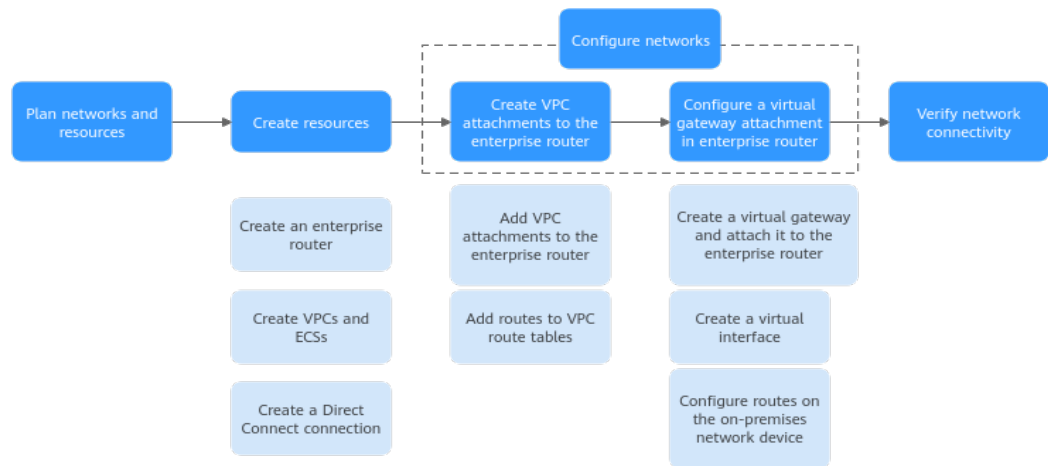 Configure networks
Plan networks and
resources
Create resources
Create VPC
attachments to the
enterprise router
Configure a virtual
gateway attachment
in enterprise router
Verify network
connectivity
Create an enterprise
router
Add VPC
attachments to the
enterprise router
Create a virtual gateway
and attach it to the
enterprise router
Create VPCs and
ECSs
Add routes to VPC
route tables
Create a virtual
interface
Create a Direct
Connect connection
Configure routes on
the on-premises
network device